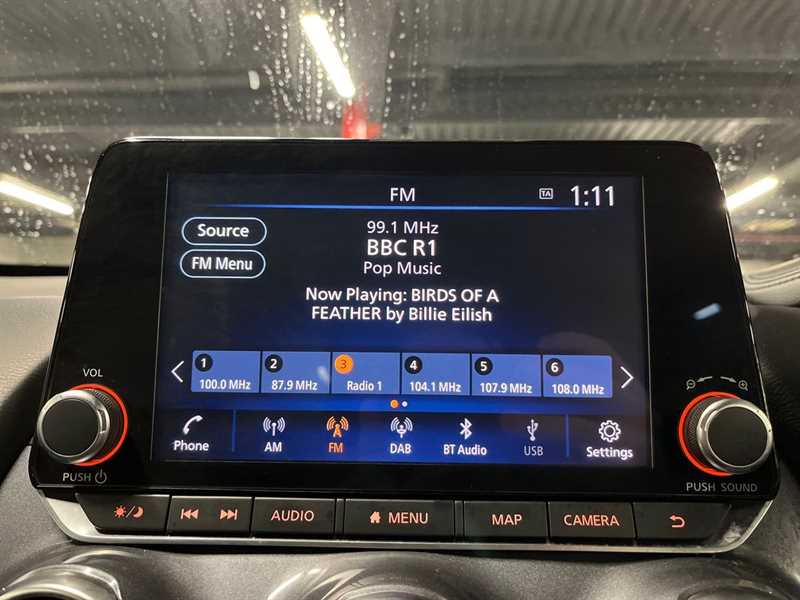 FM
TA
1:11
Source
99.1 MHz
BBC R1
FM Menu
Pop Music
Now Playing: BIRDS OF A
FEATHER by Billie Eilish
1 2 3 4 5 6
100.0 MHz 87.9 MHz Radio 1 104.1 MHz 107.9 MHz 108.0 MHz
Phone AM FM DAB BT Audio USB Settings
VOL
PUSH
PUSH SOUND
AUDIO MENU MAP CAMERA